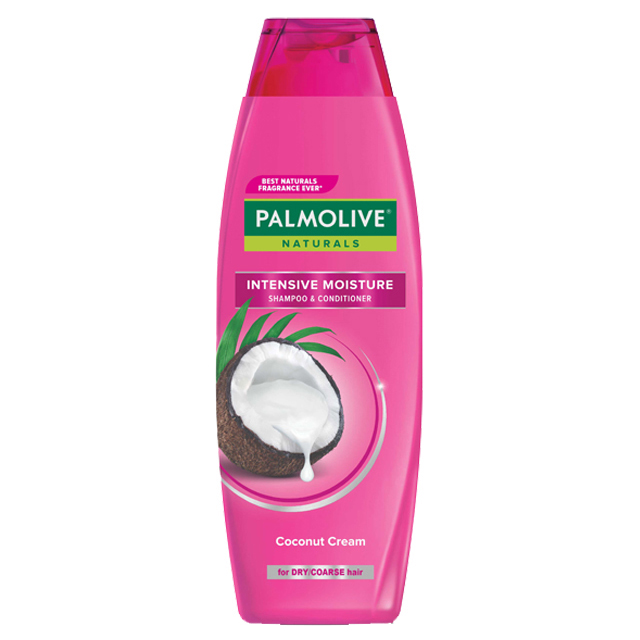 BEST NATURALS
FRAGRANCE EVER*
PALMOLIVE®
NATURALS
INTENSIVE MOISTURE
SHAMPOO & CONDITIONER
Coconut Cream
for DRY/COARSE hair